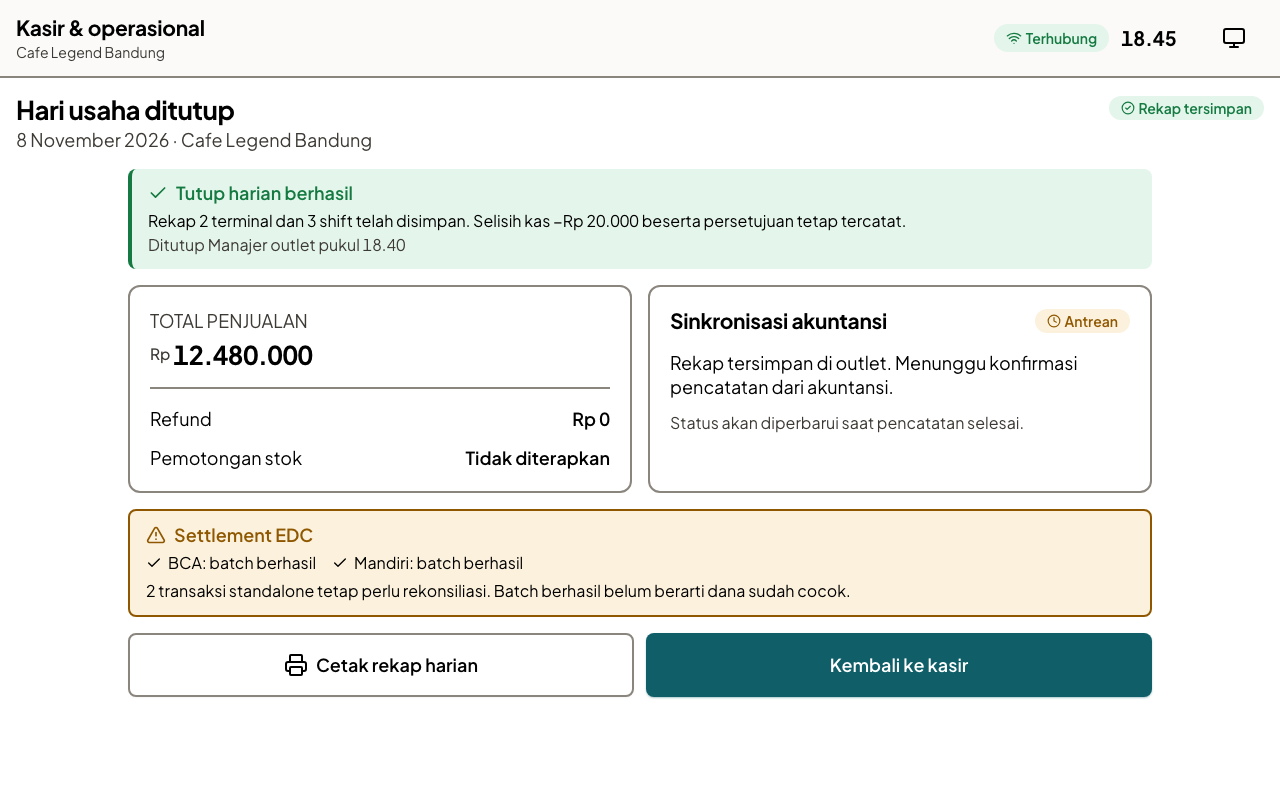 Kasir & operasional
Cafe Legend Bandung
Terhubung
18.45
Hari usaha ditutup
8 November 2026 · Cafe Legend Bandung
Rekap tersimpan
Tutup harian berhasil
Rekap 2 terminal dan 3 shift telah disimpan. Selisih kas −Rp 20.000 beserta persetujuan tetap tercatat.
Ditutup Manajer outlet pukul 18.40
TOTAL PENJUALAN
Rp 12.480.000
Refund Rp 0
Pemotongan stok Tidak diterapkan
Sinkronisasi akuntansi
Antrean
Rekap tersimpan di outlet. Menunggu konfirmasi
pencatatan dari akuntansi.
Status akan diperbarui saat pencatatan selesai.
Settlement EDC
BCA: batch berhasil Mandiri: batch berhasil
2 transaksi standalone tetap perlu rekonsiliasi. Batch berhasil belum berarti dana sudah cocok.
Cetak rekap harian
Kembali ke kasir